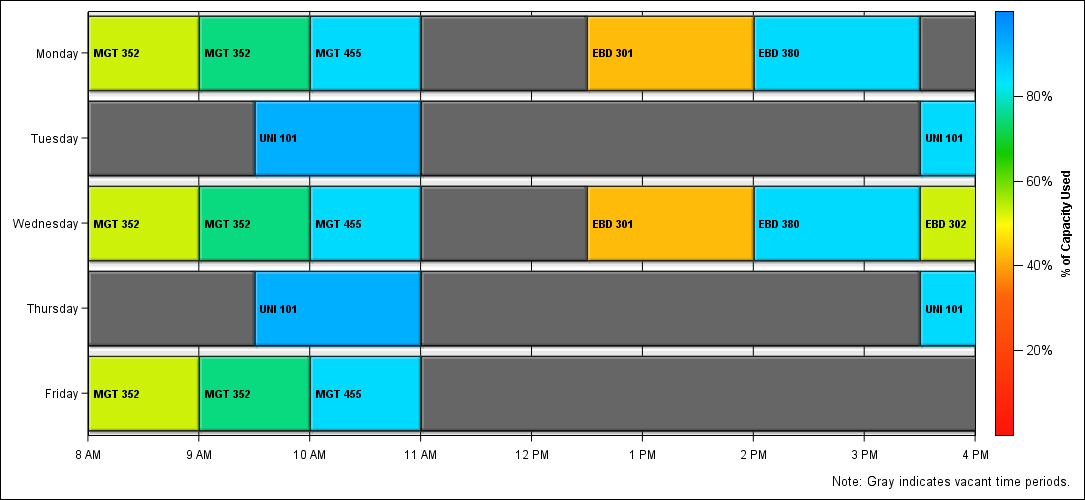 Monday
MGT 352
MGT 352
MGT 455
EBD 301
EBD 380
Tuesday
UNI 101
UNI 101
Wednesday
MGT 352
MGT 352
MGT 455
EBD 301
EBD 380
EBD 302
Thursday
UNI 101
UNI 101
Friday
MGT 352
MGT 352
MGT 455
8 AM
9 AM
10 AM
11 AM
12 PM
1 PM
2 PM
3 PM
4 PM
80%
60%
40%
20%
% of Capacity Used
Note: Gray indicates vacant time periods.